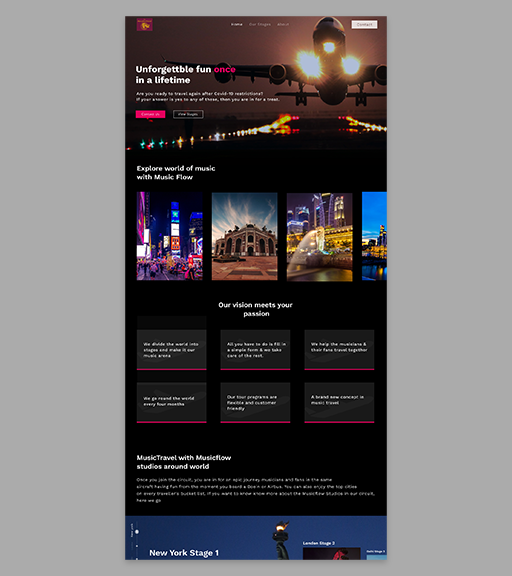 Home Our Stages about
Contact
Unforgettble fun once
in a lifetime
Are you ready to travel again after Covid-19 restrictions?
If your answer is yes to any of these, then you are in for a treat.
Contact us
View Stages
Explore world of music
with Music Flow
Our vision meets your
passion
We divide the world into
stages and make it our
music arena
All you have to do is fill in
a simple form & we take
care of the rest.
We help the musicians &
their fans travel together
We go round the world
every four months
Our tour programs are
flexible and customer
friendly
A brand new concept in
music travel
MusicTravel with Musicflow
studios around world
Once you join the circuit, you are in for an epic journey musicians and fans in the same
aircraft having fun from the moment you board a Boein or Airbus. You can also enjoy the top cities
on every traveller's bucket list. If you want to know know more about the Musicflow Studios in our circuit,
here we go
New York Stage 1
London Stage 2